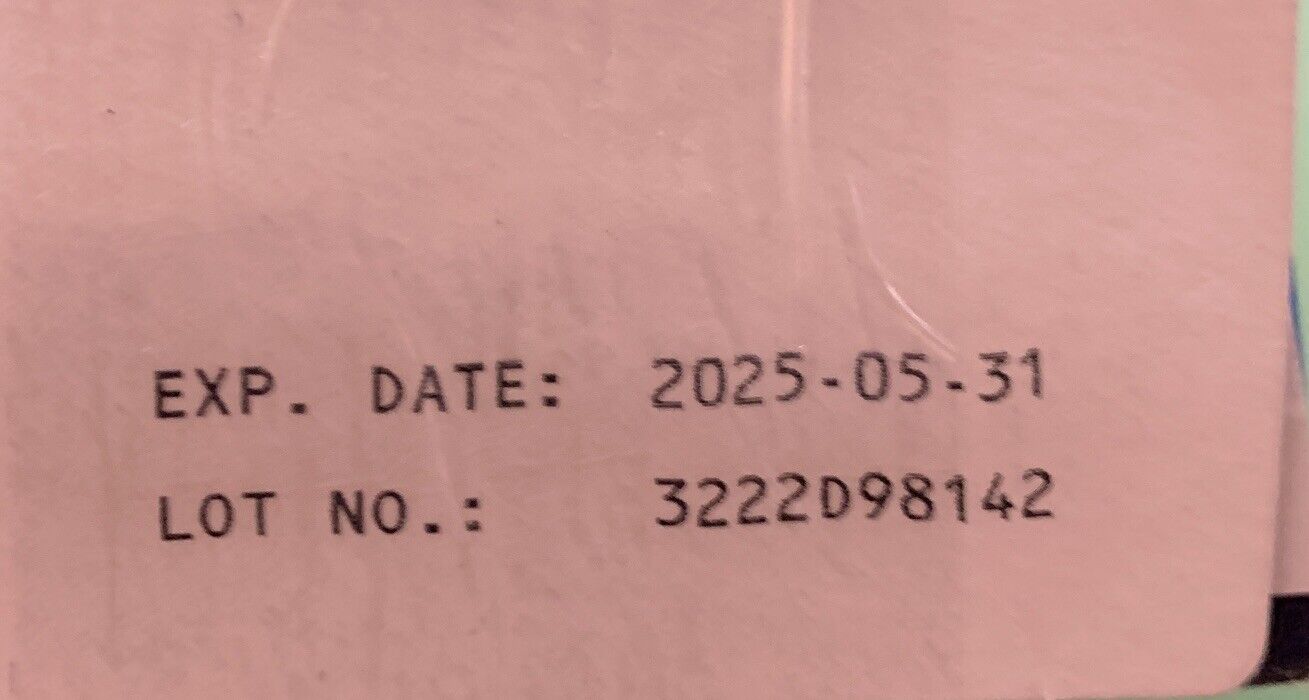 EXP. DATE: 2025-05-31
LOT NO.: 3222D98142